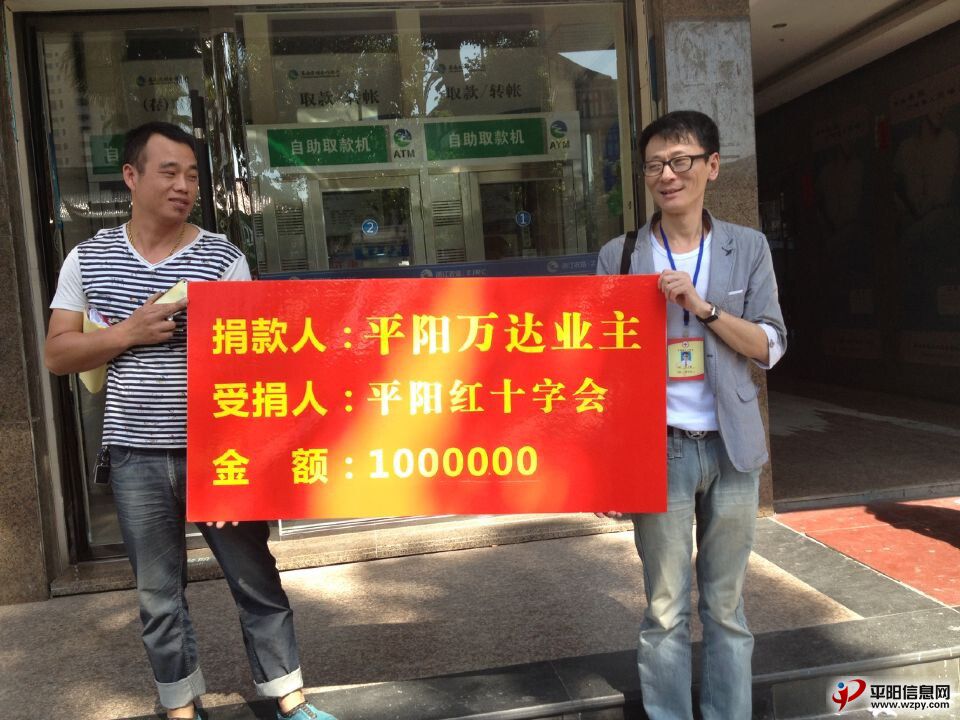 取款/转帐
取款/转帐
自助取款机
ATM
自助取款机
②
①
捐款人：平阳万达业主
受捐人：平阳红十字会
金 额：1000000
平阳信息网
www.wzpy.com